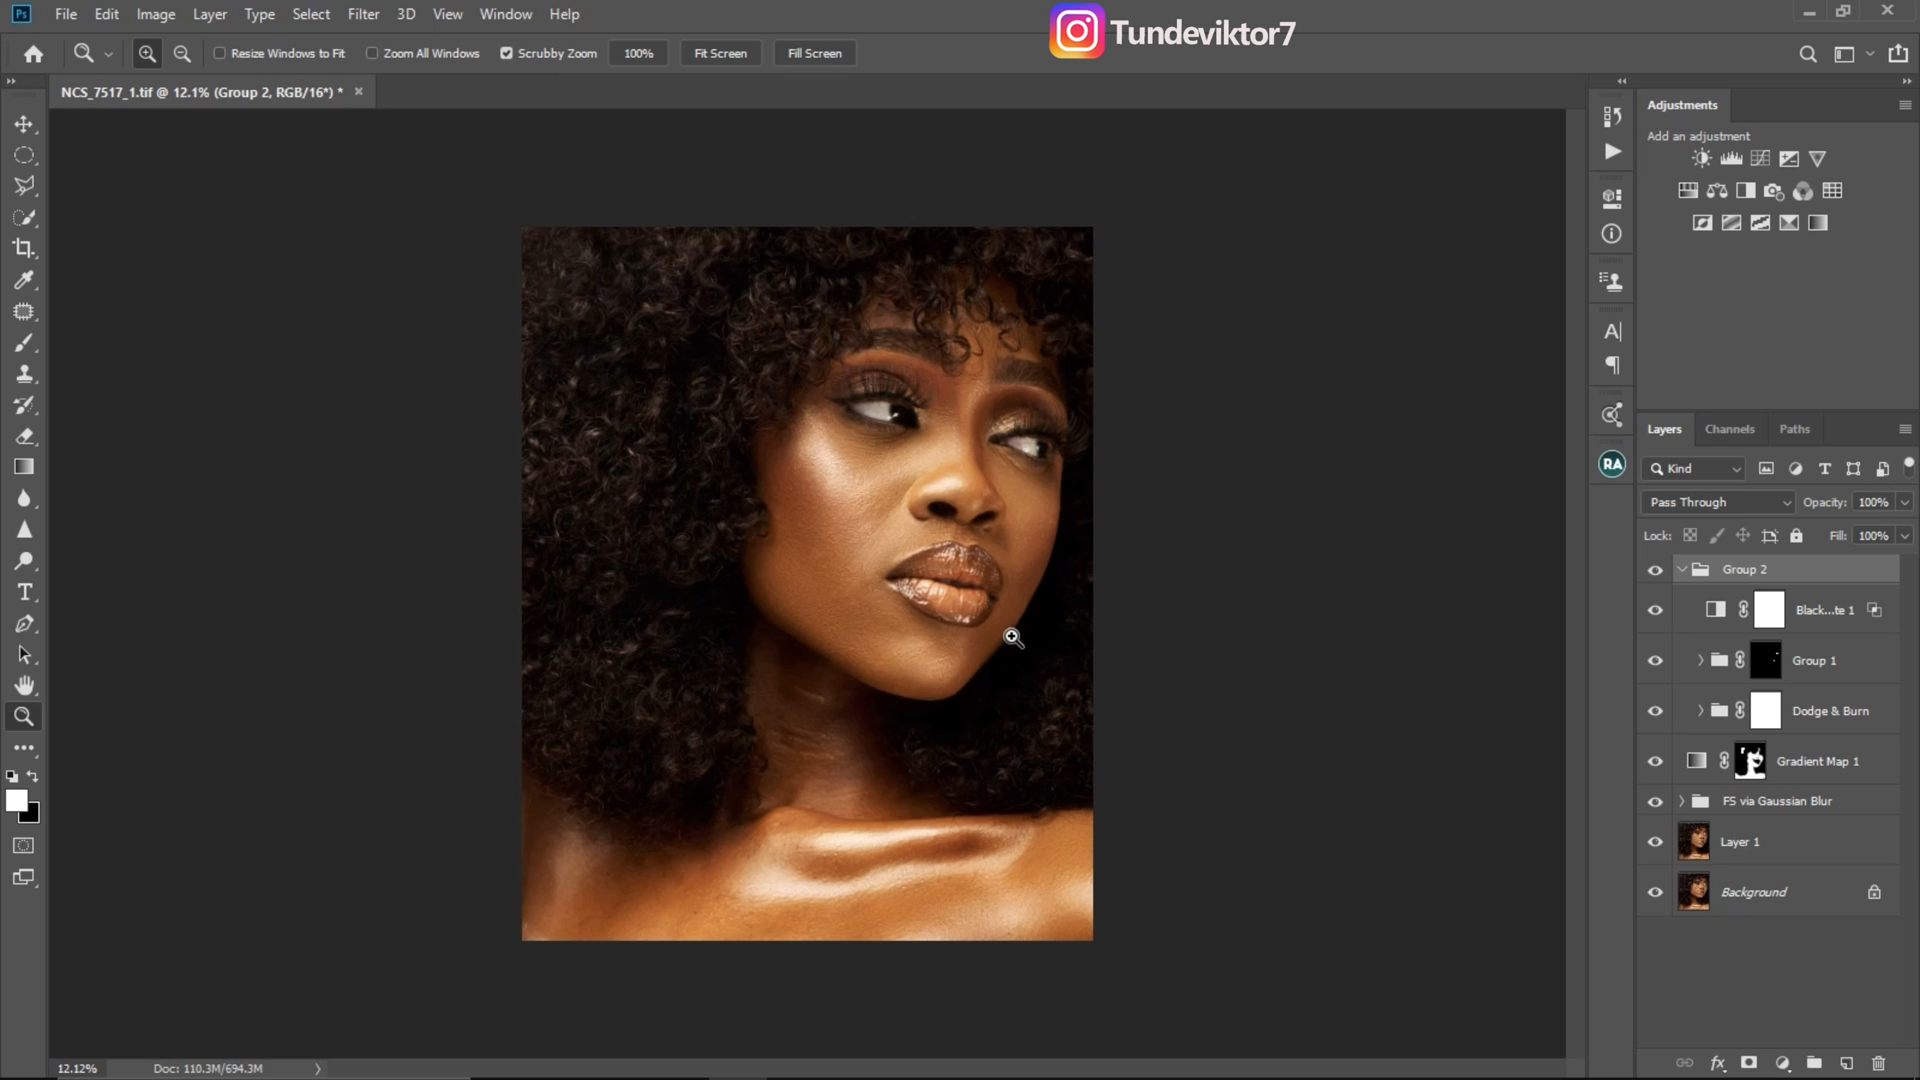 Ps File Edit Image Layer Type Select Filter 3D View Window Help
Tundeviktor7
Resize Windows to Fit Zoom All Windows Scrubby Zoom 100% Fit Screen Fill Screen
NCS_7517_1.tif @ 12.1% (Group 2, RGB/16*) *
Adjustments
Add an adjustment
RA
Layers Channels Paths
Kind
Pass Through Opacity: 100%
Lock: Fill: 100%
Group 2
Black...te 1
Group 1
Dodge & Burn
Gradient Map 1
FS via Gaussian Blur
Layer 1
Background
12.12% Doc: 110.3M/694.3M